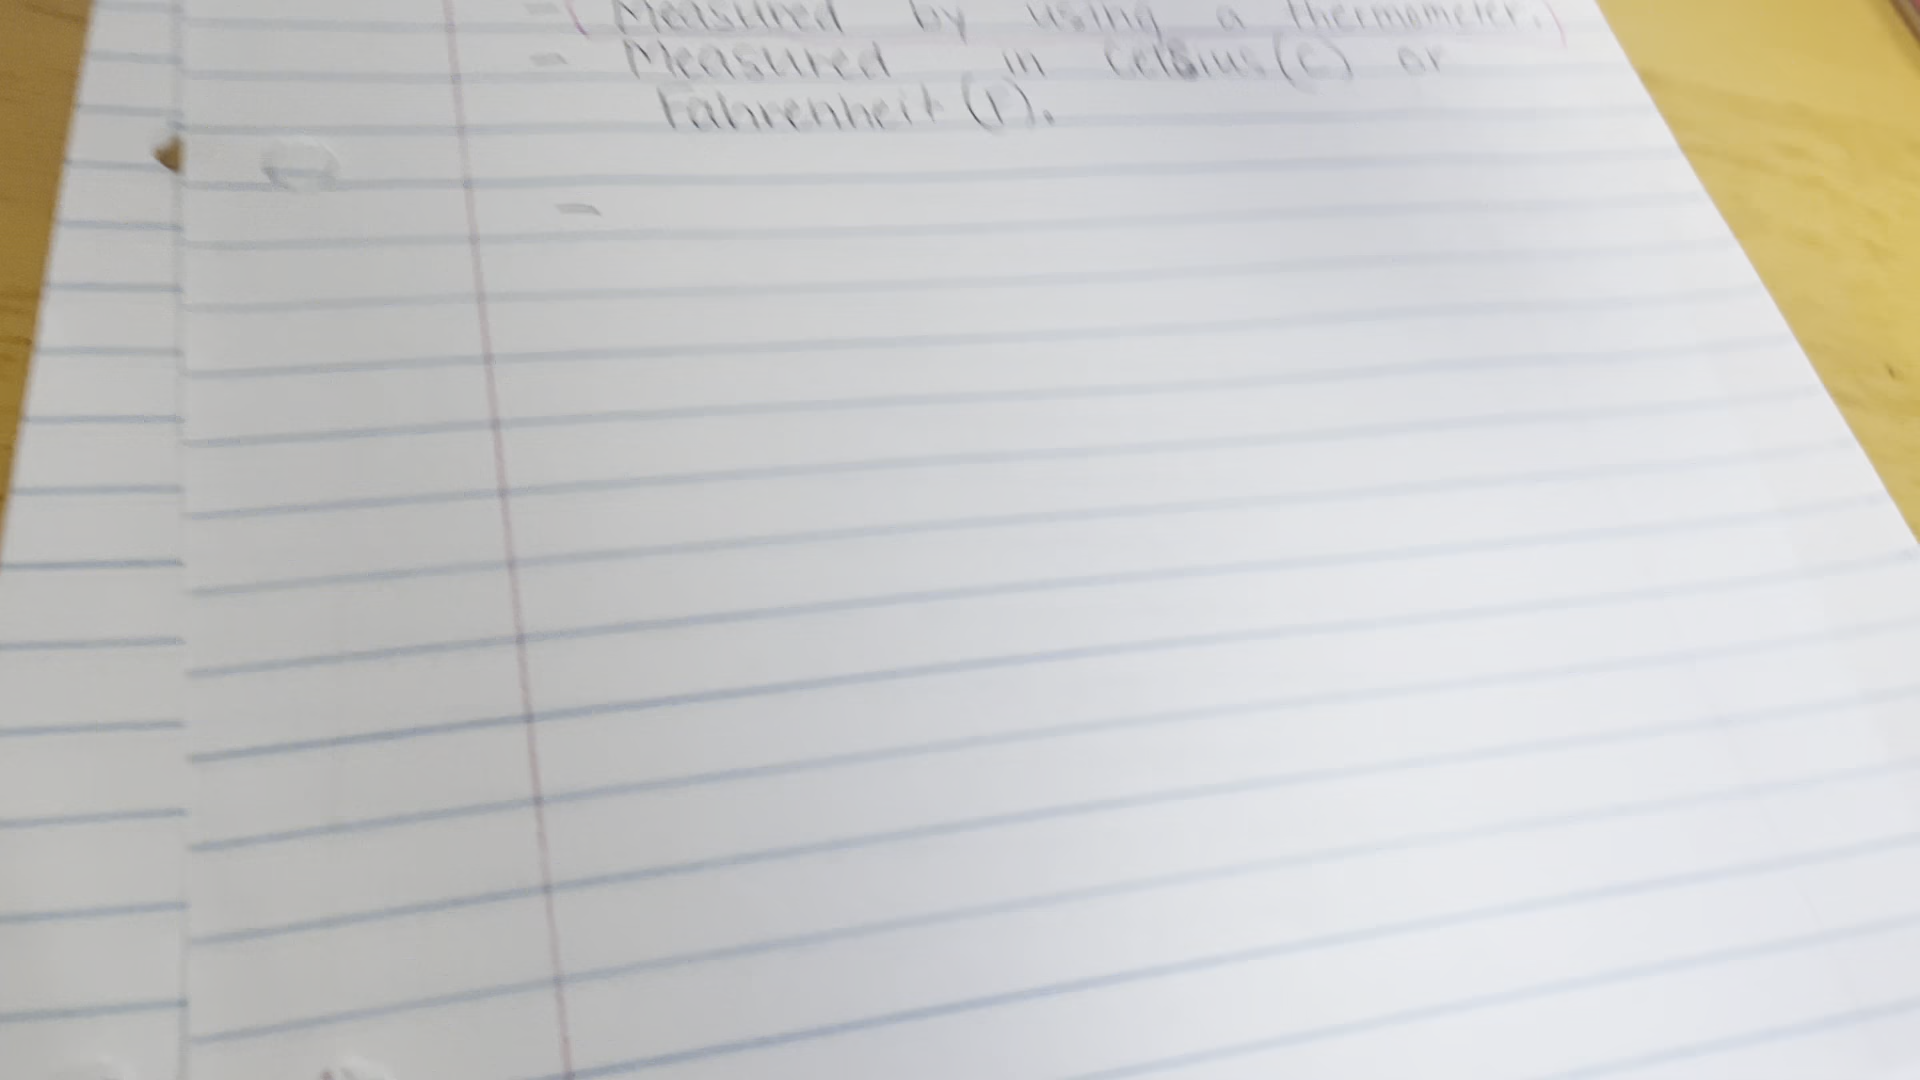 - (Measured by using a thermometer.)
- Measured in Celsius (C) or
Fahrenheit (F).
-